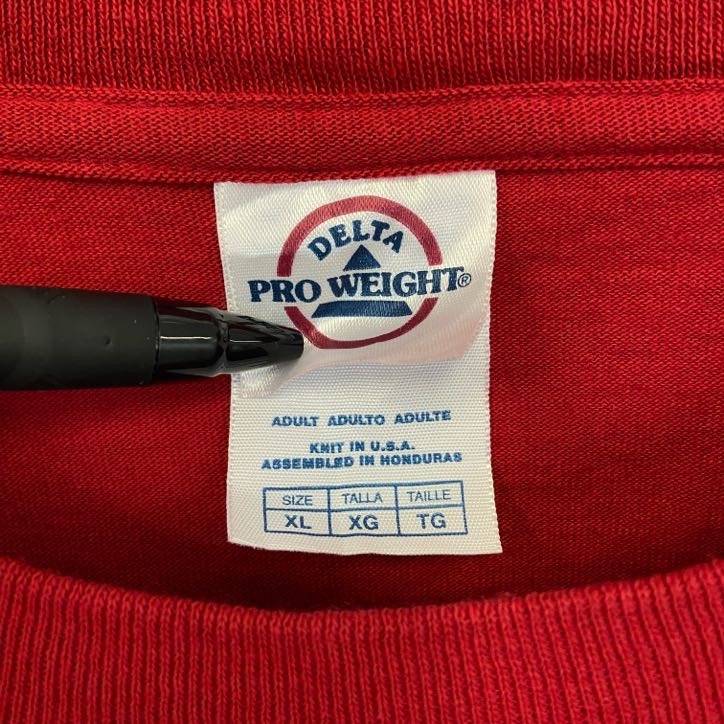 DELTA
PRO WEIGHT®
ADULT ADULTO ADULTE
KNIT IN U.S.A.
ASSEMBLED IN HONDURAS
SIZE TALLA TAILLE
XL XG TG